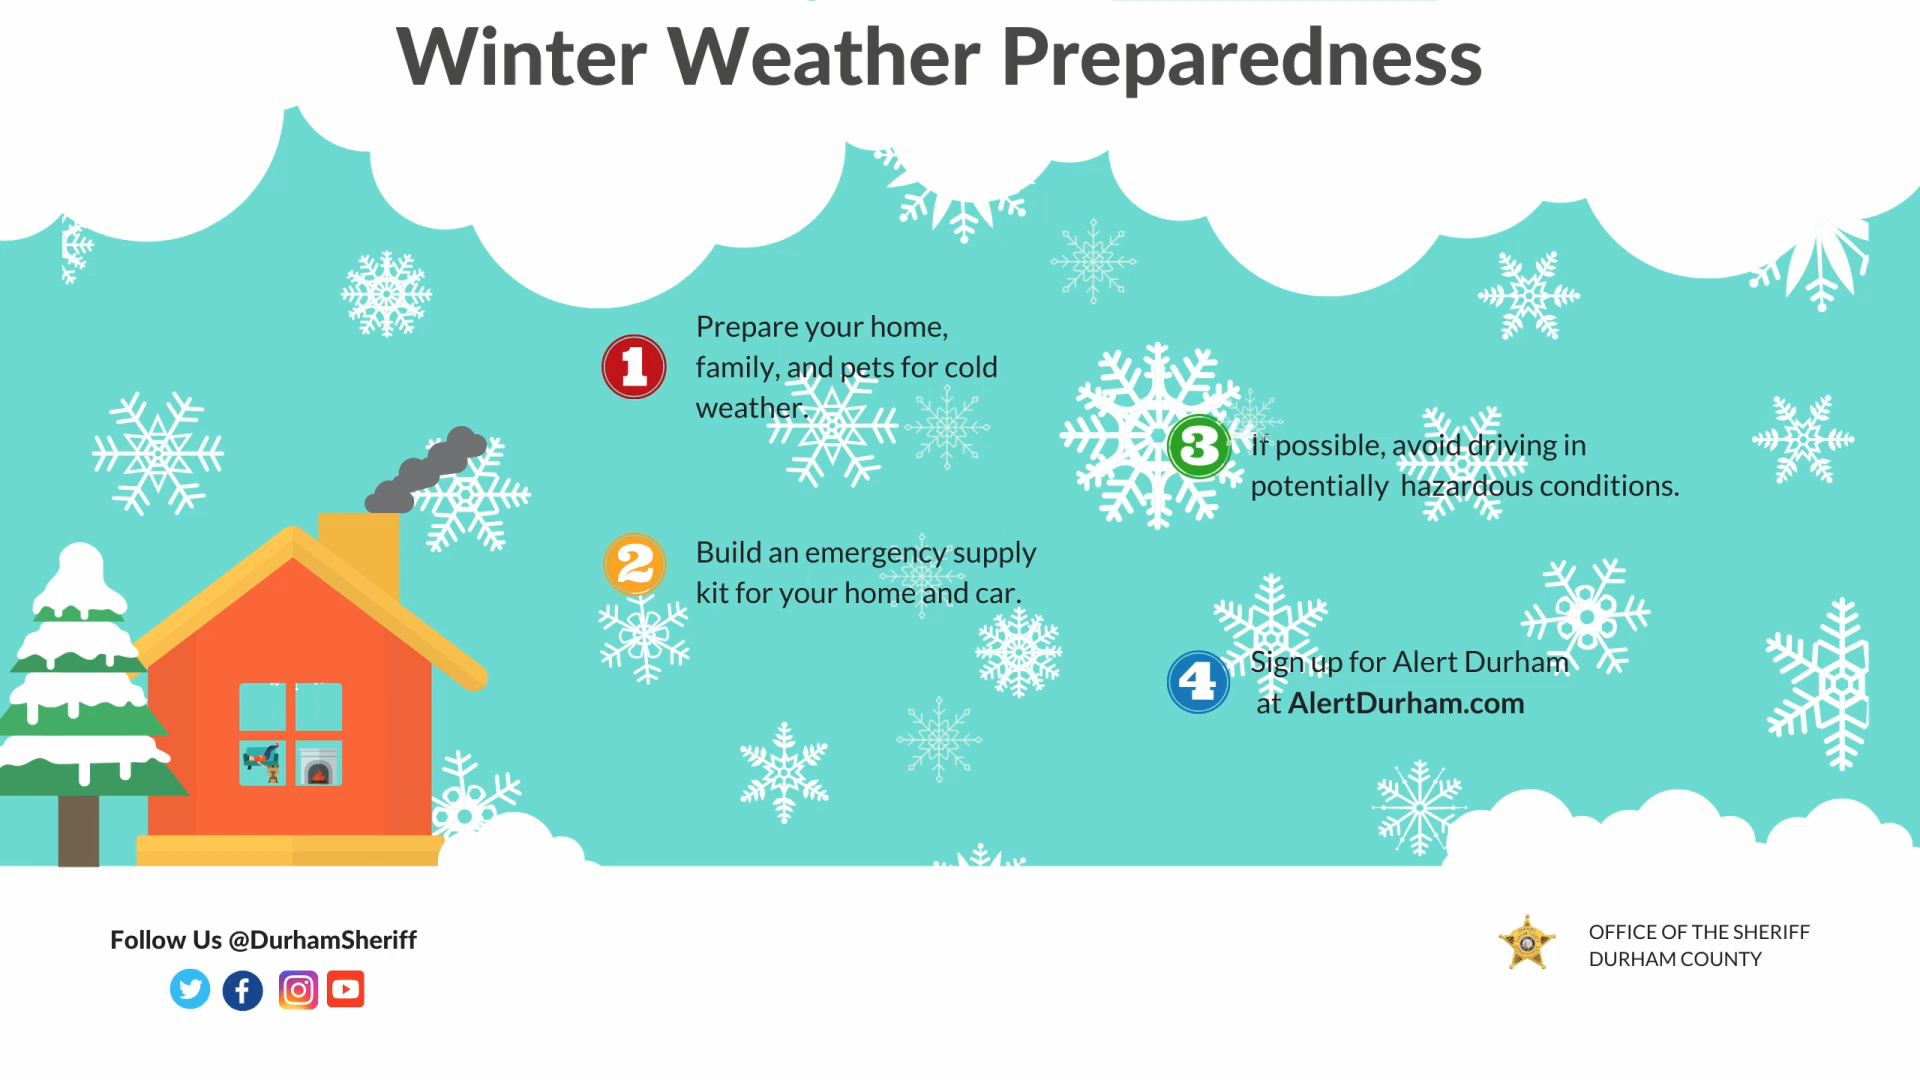 Winter Weather Preparedness
1
Prepare your home,
family, and pets for cold
weather.
2
Build an emergency supply
kit for your home and car.
3
If possible, avoid driving in
potentially hazardous conditions.
4
Sign up for Alert Durham
at AlertDurham.com
Follow Us @DurhamSheriff
OFFICE OF THE SHERIFF
DURHAM COUNTY